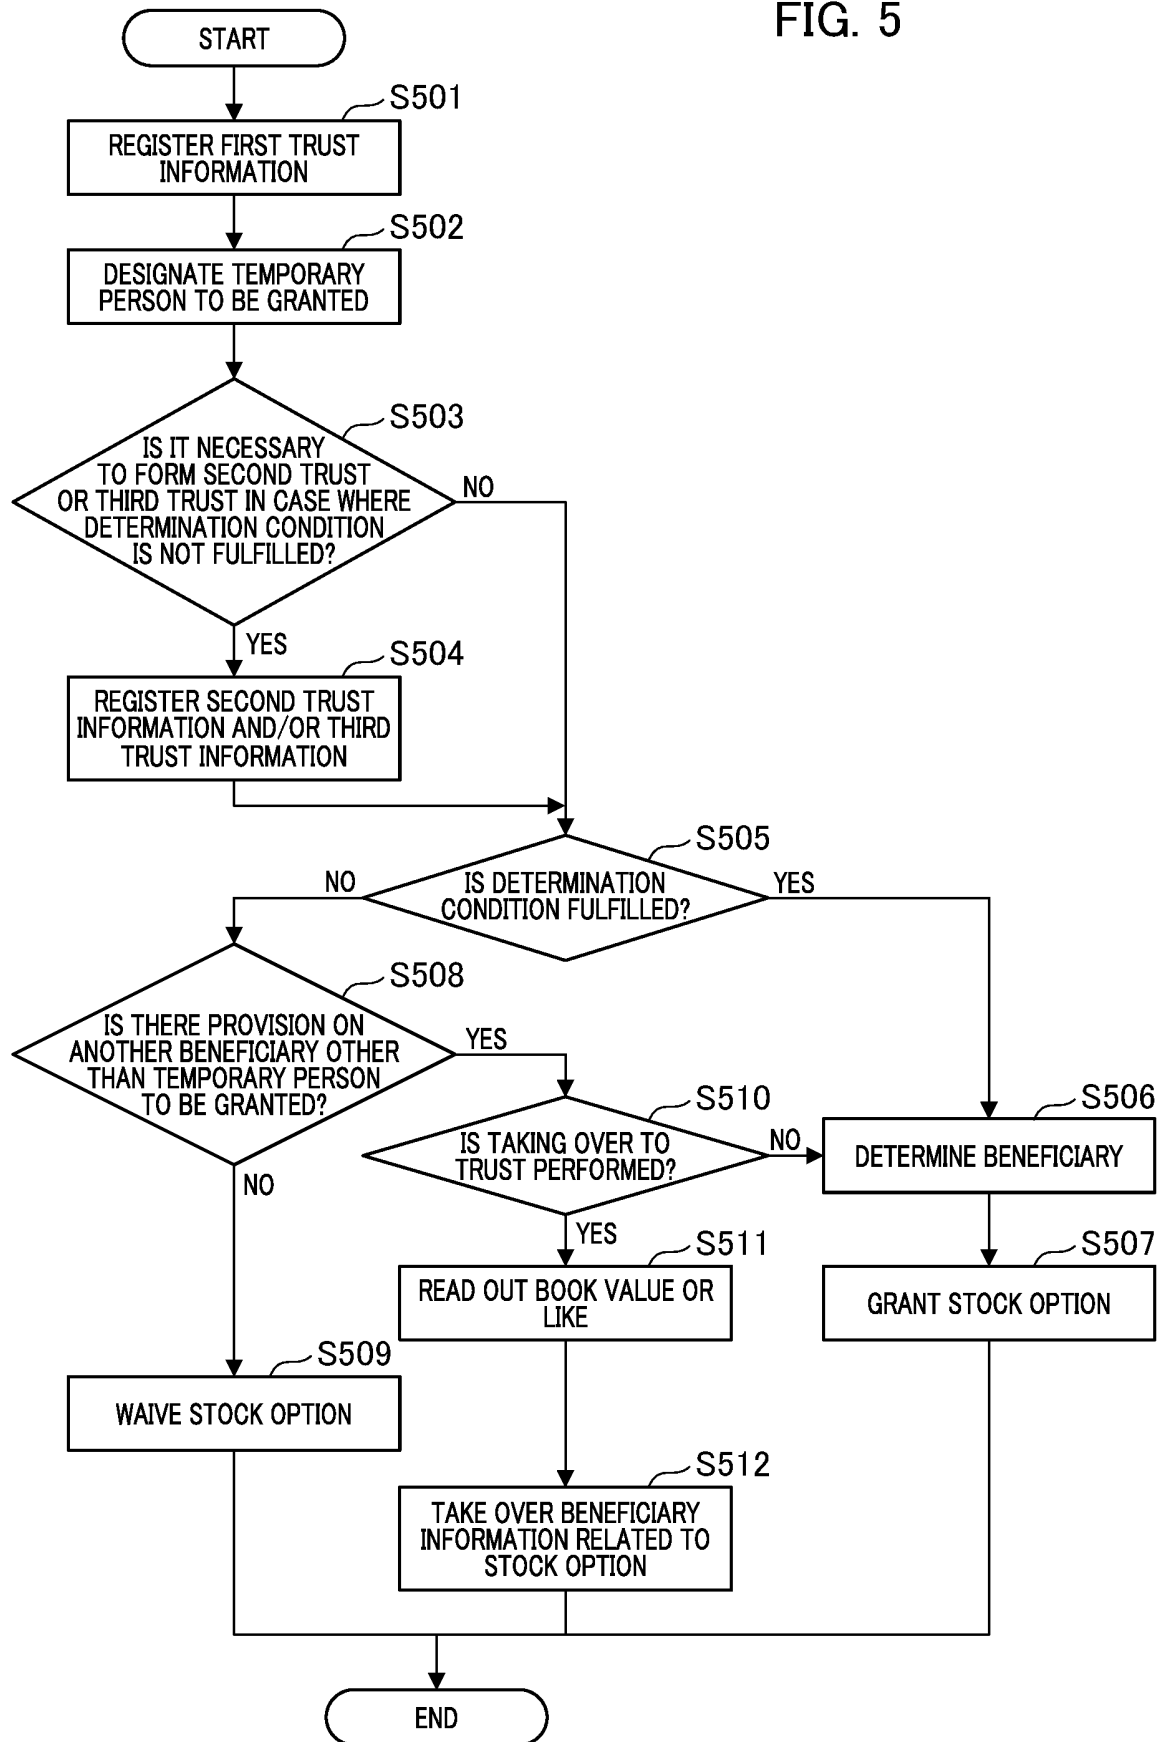 FIG. 5
START
S501
REGISTER FIRST TRUST
INFORMATION
S502
DESIGNATE TEMPORARY
PERSON TO BE GRANTED
S503
IS IT NECESSARY
TO FORM SECOND TRUST
OR THIRD TRUST IN CASE WHERE
DETERMINATION CONDITION
IS NOT FULFILLED?
NO
YES
S504
REGISTER SECOND TRUST
INFORMATION AND/OR THIRD
TRUST INFORMATION
S505
IS DETERMINATION
CONDITION FULFILLED?
NO
YES
S508
IS THERE PROVISION ON
ANOTHER BENEFICIARY OTHER
THAN TEMPORARY PERSON
TO BE GRANTED?
YES
NO
S510
IS TAKING OVER TO
TRUST PERFORMED?
NO
YES
S506
DETERMINE BENEFICIARY
S511
READ OUT BOOK VALUE OR
LIKE
S507
GRANT STOCK OPTION
S509
WAIVE STOCK OPTION
S512
TAKE OVER BENEFICIARY
INFORMATION RELATED TO
STOCK OPTION
END